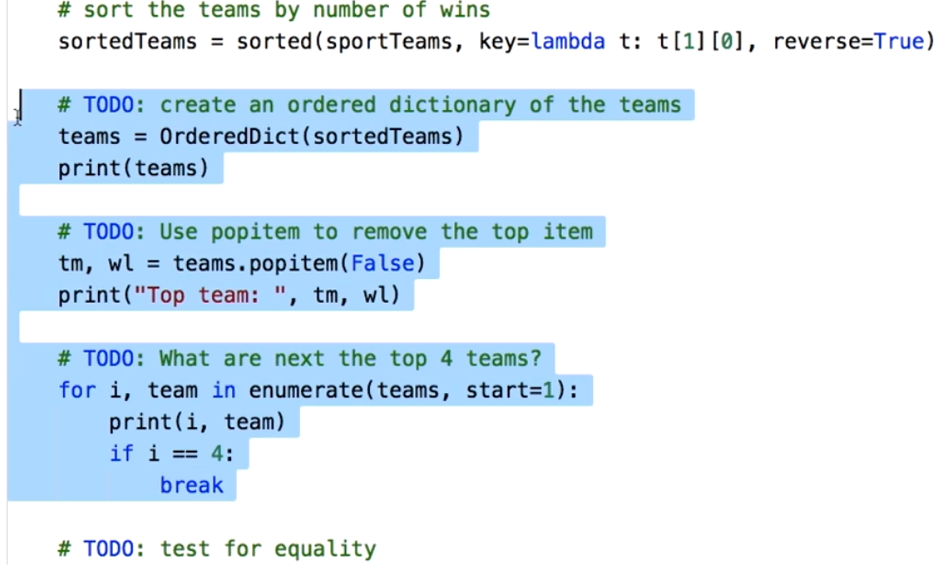 # sort the teams by number of wins
sortedTeams = sorted(sportTeams, key=lambda t: t[1][0], reverse=True)
# TODO: create an ordered dictionary of the teams
teams = OrderedDict(sortedTeams)
print(teams)
# TODO: Use popitem to remove the top item
tm, wl = teams.popitem(False)
print("Top team: ", tm, wl)
# TODO: What are next the top 4 teams?
for i, team in enumerate(teams, start=1):
print(i, team)
if i == 4:
break
# TODO: test for equality